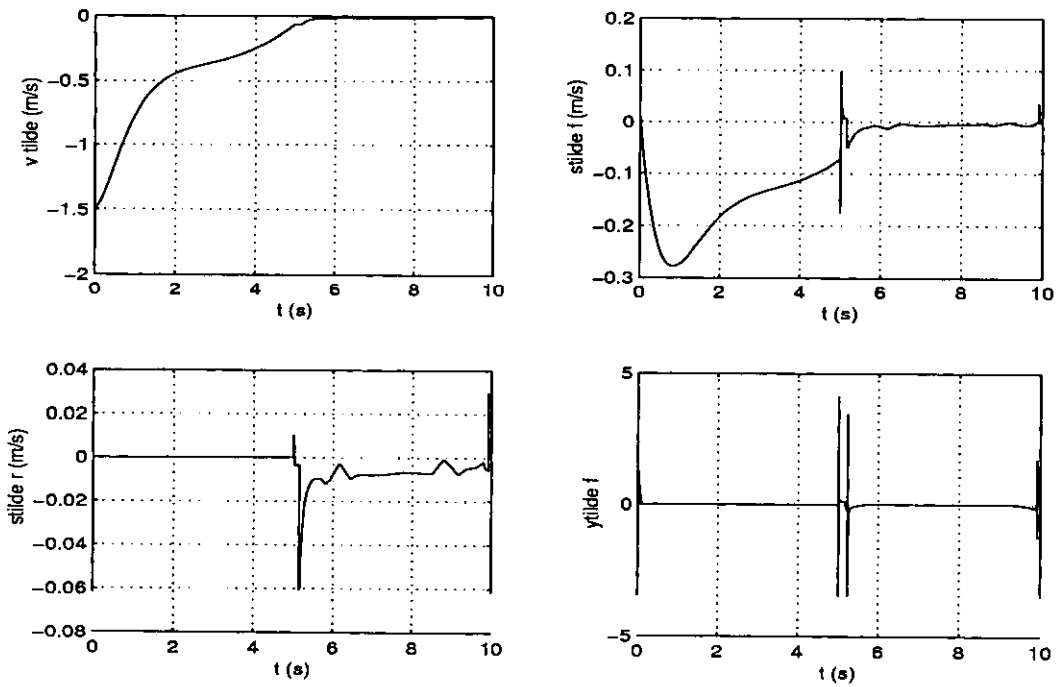 0
−0.5
−1
−1.5
−2
v tilde (m/s)
0 2 4 6 8 10
t (s)
0.2
0.1
0
−0.1
−0.2
−0.3
stilde f (m/s)
0 2 4 6 8 10
t (s)
0.04
0.02
0
−0.02
−0.04
−0.06
−0.08
stilde r (m/s)
0 2 4 6 8 10
t (s)
5
0
−5
ytilde f
0 2 4 6 8 10
t (s)